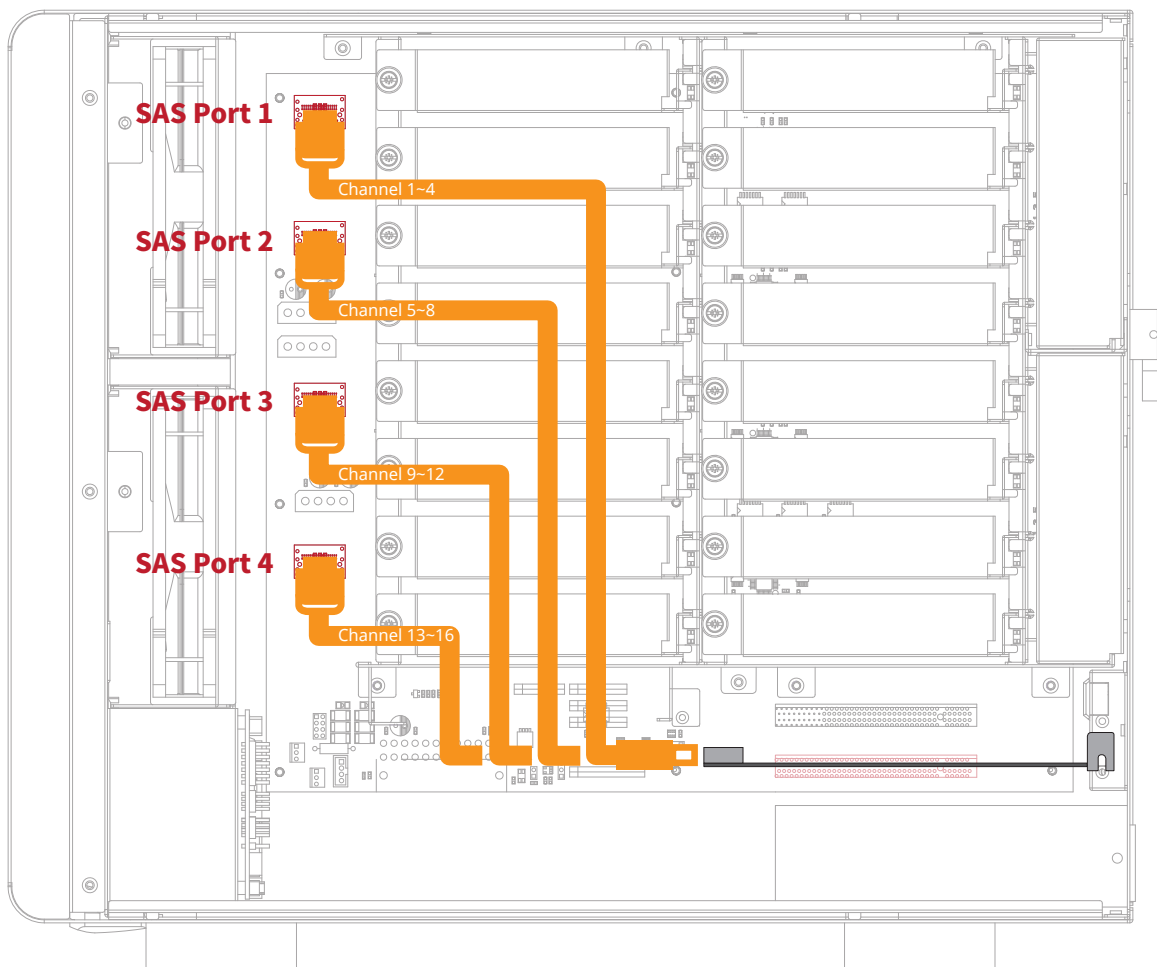 SAS Port 1
Channel 1~4
SAS Port 2
Channel 5~8
SAS Port 3
Channel 9~12
SAS Port 4
Channel 13~16